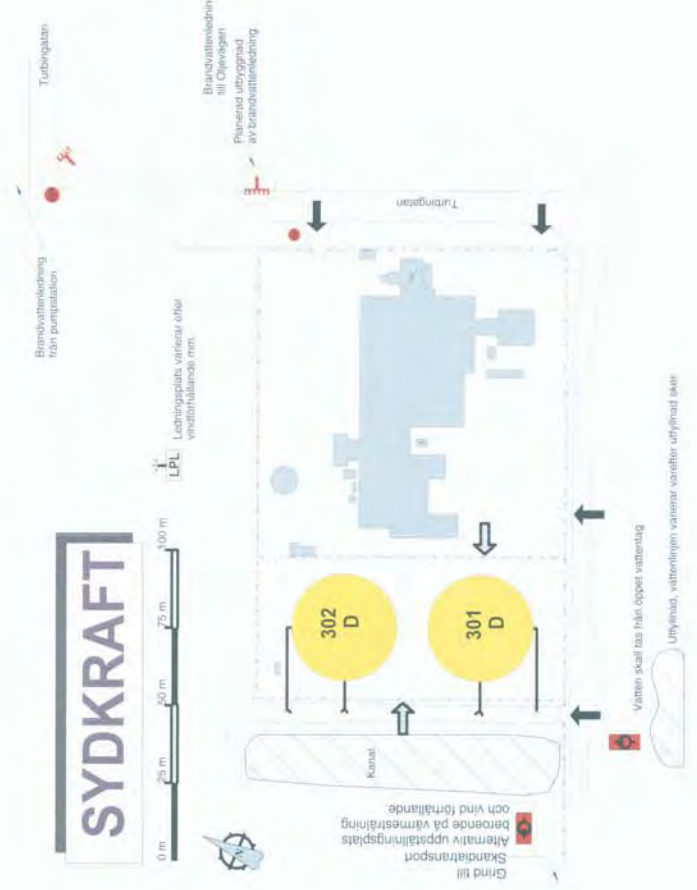 SYDKRAFT
0 m
25 m
50 m
75 m
100 m
LPL
Ledningsplats varierar efter
vindförhållande mm.
Brandvattenledning
från pumpstation
Turbingatan
Brandvattenlednin
till Oljevägen
Planerad utbyggnad
av brandvattenledning
Turbingatan
302
D
301
D
Kanal
Grind till
Skandiatransport
Alternativ uppställningsplats
beroende på värmestrålning
och vind förhållande.
Vatten skall tas från öppet vattentag
Utfyllnad, vattenlinjen varierar varefter utfyllnad sker